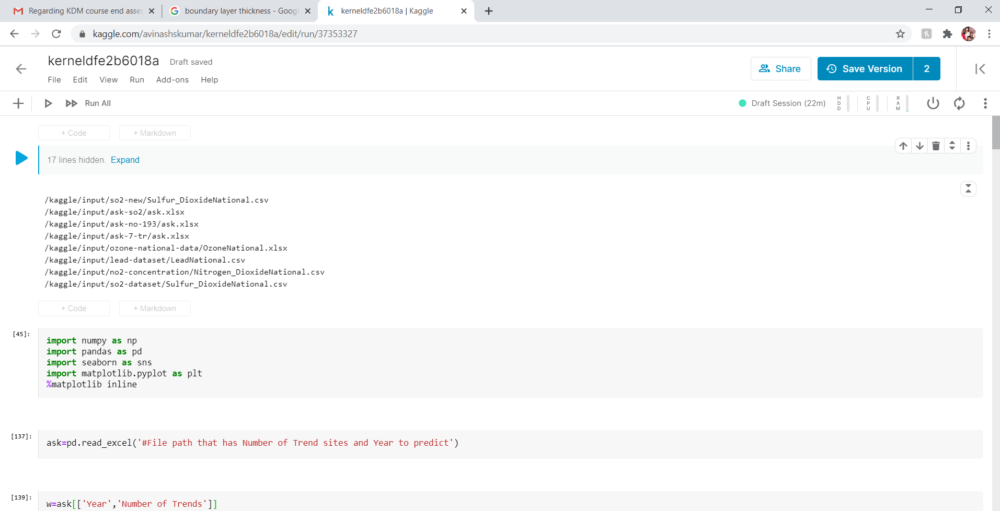 Regarding KDM course end asses
boundary layer thickness - Googl
kerneldfe2b6018a | Kaggle
kaggle.com/avinashskumar/kerneldfe2b6018a/edit/run/37353327
kerneldfe2b6018a Draft saved
Share
Save Version 2
File Edit View Run Add-ons Help
Run All
Draft Session (22m)
HDD
CPU
RAM
+ Code + Markdown
17 lines hidden. Expand
/kaggle/input/so2-new/Sulfur_DioxideNational.csv
/kaggle/input/ask-so2/ask.xlsx
/kaggle/input/ask-no-193/ask.xlsx
/kaggle/input/ask-7-tr/ask.xlsx
/kaggle/input/ozone-national-data/OzoneNational.xlsx
/kaggle/input/lead-dataset/LeadNational.csv
/kaggle/input/no2-concentration/Nitrogen_DioxideNational.csv
/kaggle/input/so2-dataset/Sulfur_DioxideNational.csv
+ Code + Markdown
[45]:
import numpy as np
import pandas as pd
import seaborn as sns
import matplotlib.pyplot as plt
%matplotlib inline
[137]:
ask=pd.read_excel('#File path that has Number of Trend sites and Year to predict')
[139]:
w=ask[['Year','Number of Trends']]